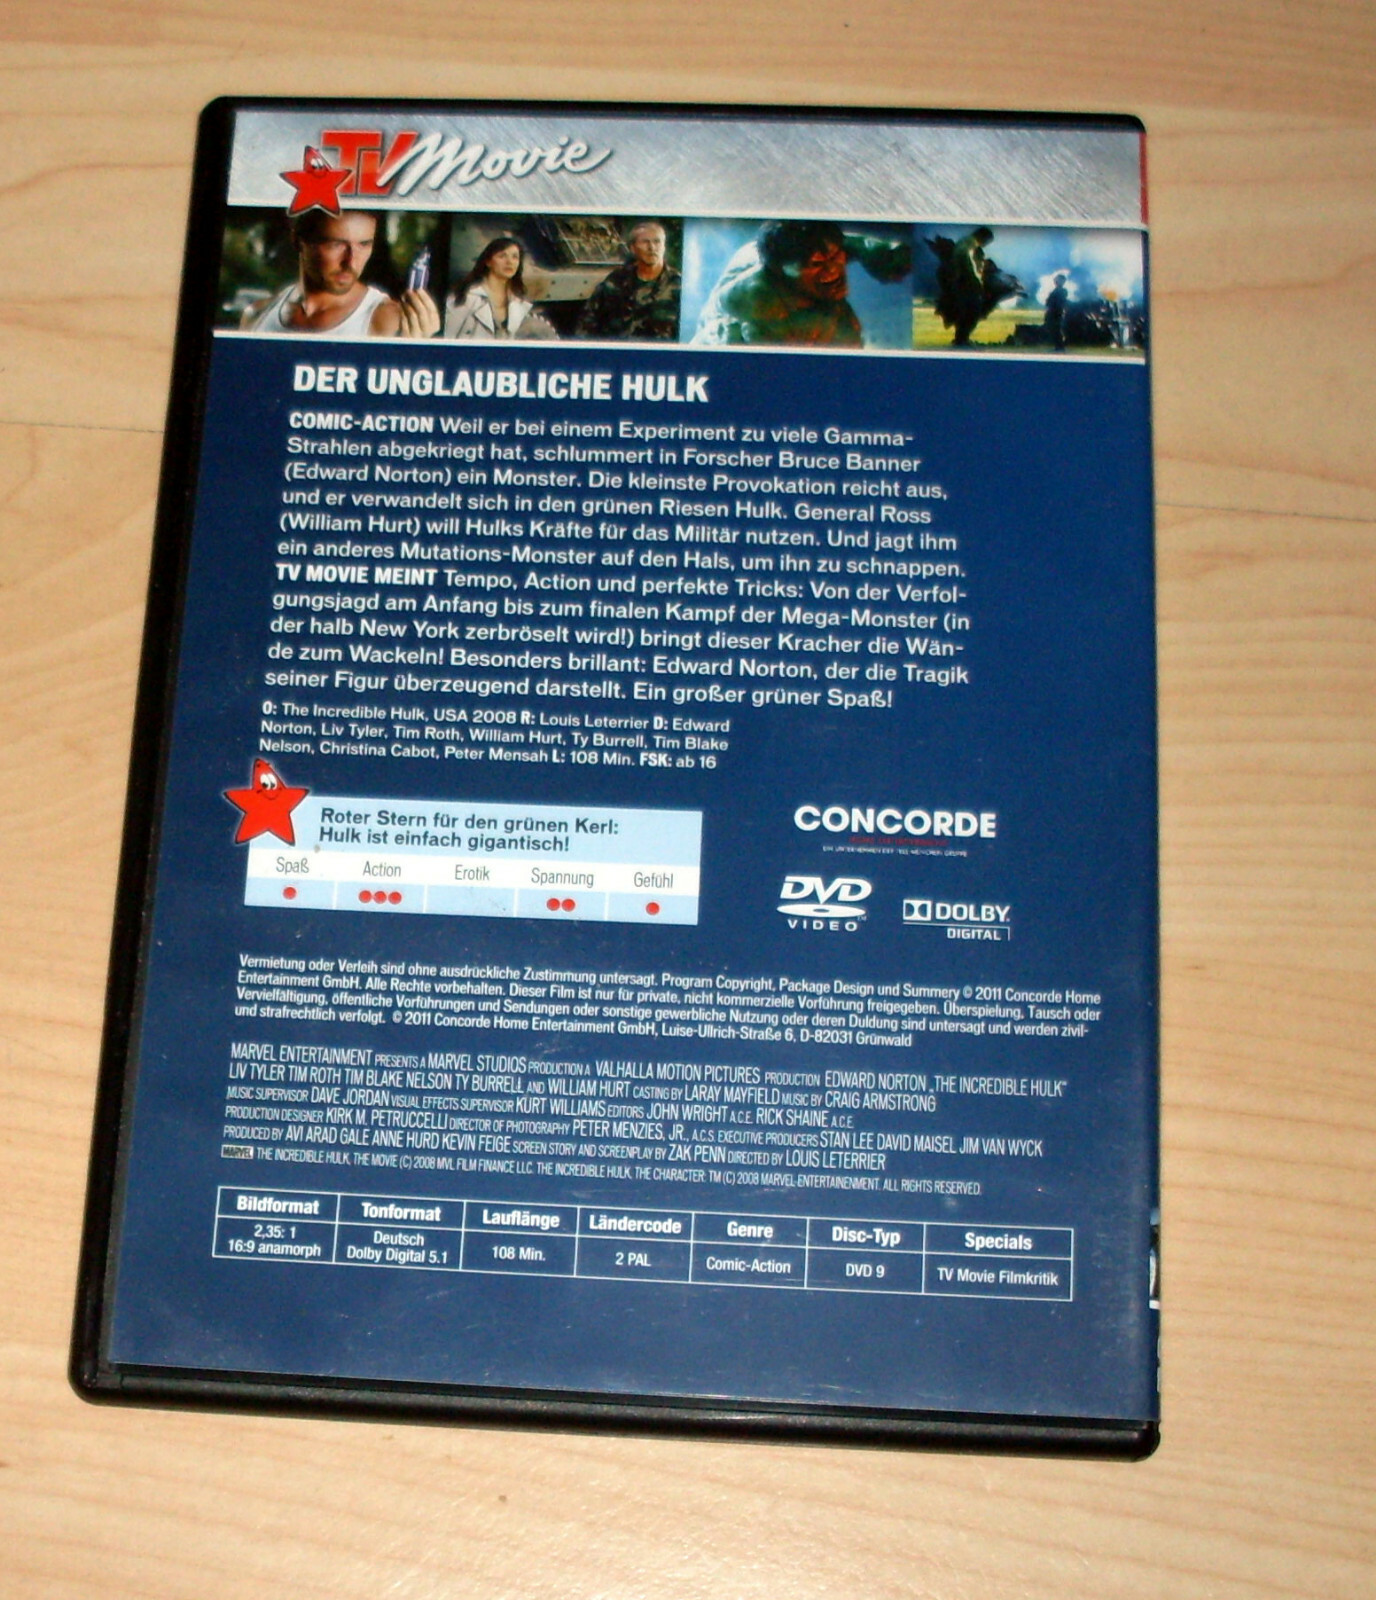 TV Movie
DER UNGLAUBLICHE HULK
COMIC-ACTION Weil er bei einem Experiment zu viele Gamma-
Strahlen abgekriegt hat, schlummert in Forscher Bruce Banner
(Edward Norton) ein Monster. Die kleinste Provokation reicht aus,
und er verwandelt sich in den grünen Riesen Hulk. General Ross
(William Hurt) will Hulks Kräfte für das Militär nutzen. Und jagt ihm
ein anderes Mutations-Monster auf den Hals, um ihn zu schnappen.
TV MOVIE MEINT Tempo, Action und perfekte Tricks: Von der Verfol-
gungsjagd am Anfang bis zum finalen Kampf der Mega-Monster (in
der halb New York zerbröselt wird!) bringt dieser Kracher die Wän-
de zum Wackeln! Besonders brillant: Edward Norton, der die Tragik
seiner Figur überzeugend darstellt. Ein großer grüner Spaß!
O: The Incredible Hulk, USA 2008 R: Louis Leterrier D: Edward
Norton, Liv Tyler, Tim Roth, William Hurt, Ty Burrell, Tim Blake
Nelson, Christina Cabot, Peter Mensah L: 108 Min. FSK: ab 16
Roter Stern für den grünen Kerl:
Hulk ist einfach gigantisch!
Spaß Action Erotik Spannung Gefühl
CONCORDE
DVD
VIDEO
DOLBY
DIGITAL
Vermietung oder Verleih sind ohne ausdrückliche Zustimmung untersagt. Program Copyright, Package Design und Summery © 2011 Concorde Home
Entertainment GmbH. Alle Rechte vorbehalten. Dieser Film ist nur für private, nicht kommerzielle Vorführung freigegeben. Überspielung, Tausch oder
Vervielfältigung, öffentliche Vorführungen und Sendungen oder sonstige gewerbliche Nutzung oder deren Duldung sind untersagt und werden zivil-
und strafrechtlich verfolgt. © 2011 Concorde Home Entertainment GmbH, Luise-Ullrich-Straße 6, D-82031 Grünwald
MARVEL ENTERTAINMENT PRESENTS A MARVEL STUDIOS PRODUCTION A VALHALLA MOTION PICTURES PRODUCTION EDWARD NORTON „THE INCREDIBLE HULK"
LIV TYLER TIM ROTH TIM BLAKE NELSON TY BURRELL AND WILLIAM HURT CASTING BY LARAY MAYFIELD MUSIC BY CRAIG ARMSTRONG
MUSIC SUPERVISOR DAVE JORDAN VISUAL EFFECTS SUPERVISOR KURT WILLIAMS EDITORS JOHN WRIGHT A.C.E. RICK SHAINE A.C.E.
PRODUCTION DESIGNER KIRK M. PETRUCCELLI DIRECTOR OF PHOTOGRAPHY PETER MENZIES, JR., A.C.S. EXECUTIVE PRODUCERS STAN LEE DAVID MAISEL JIM VAN WYCK
PRODUCED BY AVI ARAD GALE ANNE HURD KEVIN FEIGE SCREEN STORY AND SCREENPLAY BY ZAK PENN DIRECTED BY LOUIS LETERRIER
MARVEL THE INCREDIBLE HULK, THE MOVIE (C) 2008 MVL FILM FINANCE LLC. THE INCREDIBLE HULK, THE CHARACTER: TM (C) 2008 MARVEL ENTERTAINENMENT. ALL RIGHTS RESERVED.
Bildformat Tonformat Lauflänge Ländercode Genre Disc-Typ Specials
2,35: 1
16:9 anamorph
Deutsch
Dolby Digital 5.1
108 Min.
2 PAL
Comic-Action
DVD 9
TV Movie Filmkritik